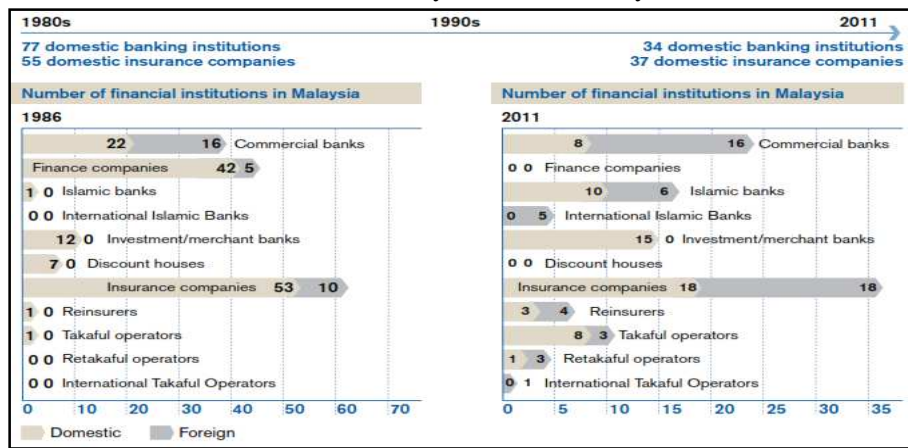 1980s 1990s 2011
77 domestic banking institutions
55 domestic insurance companies
34 domestic banking institutions
37 domestic insurance companies
Number of financial institutions in Malaysia
1986
22 16 Commercial banks
Finance companies 42 5
1 0 Islamic banks
0 0 International Islamic Banks
12 0 Investment/merchant banks
7 0 Discount houses
Insurance companies 53 10
1 0 Reinsurers
1 0 Takaful operators
0 0 Retakaful operators
0 0 International Takaful Operators
0 10 20 30 40 50 60 70
Domestic Foreign
Number of financial institutions in Malaysia
2011
8 16 Commercial banks
0 0 Finance companies
10 6 Islamic banks
0 5 International Islamic Banks
15 0 Investment/merchant banks
0 0 Discount houses
Insurance companies 18 18
3 4 Reinsurers
8 3 Takaful operators
1 3 Retakaful operators
0 1 International Takaful Operators
0 5 10 15 20 25 30 35